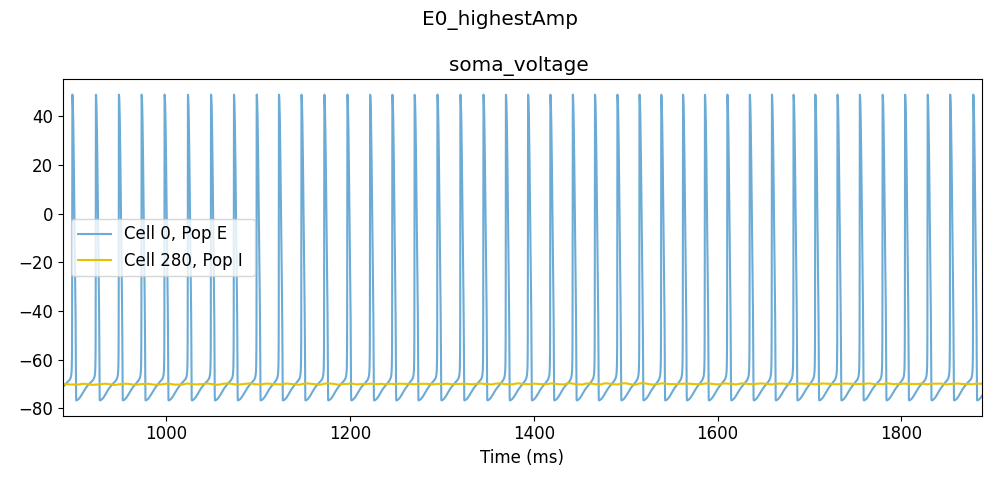 E0_highestAmp
soma_voltage
40
20
0
−20
−40
−60
−80
Cell 0, Pop E
Cell 280, Pop I
1000 1200 1400 1600 1800
Time (ms)